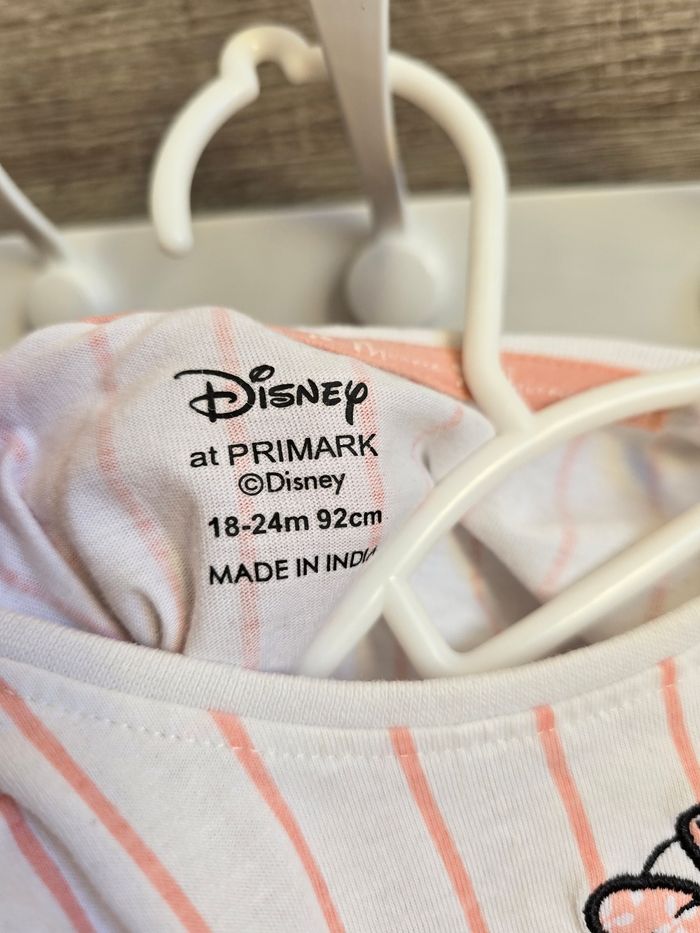 Disney
at PRIMARK
©Disney
18-24m 92cm
MADE IN INDIA